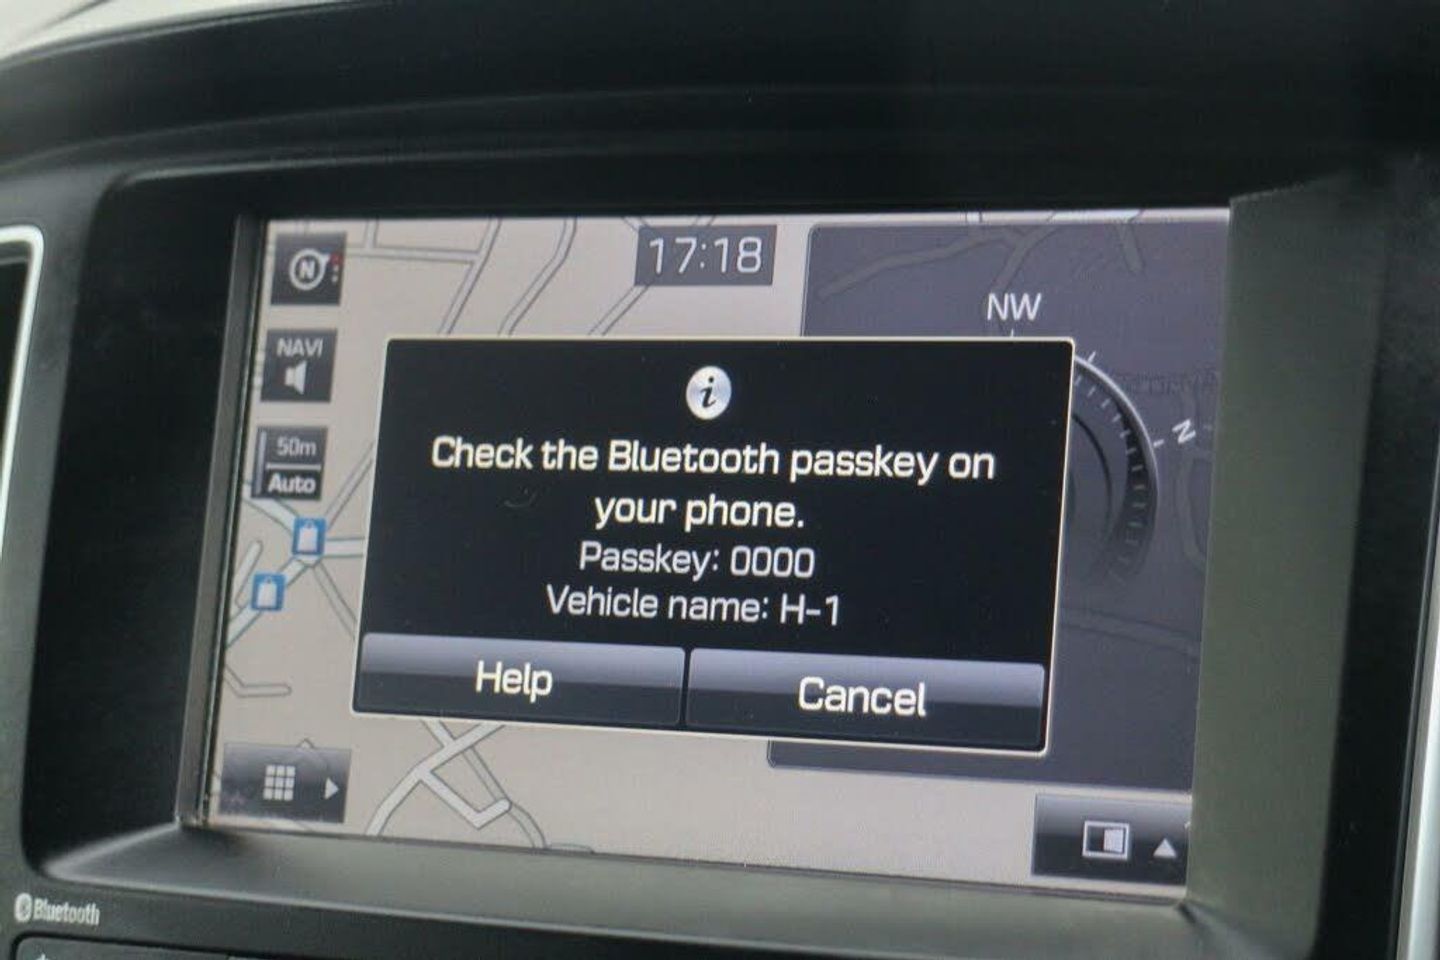 17:18
NW
N
N
NAVI
50m
Auto
i
Check the Bluetooth passkey on
your phone.
Passkey: 0000
Vehicle name: H-1
Help
Cancel
Bluetooth